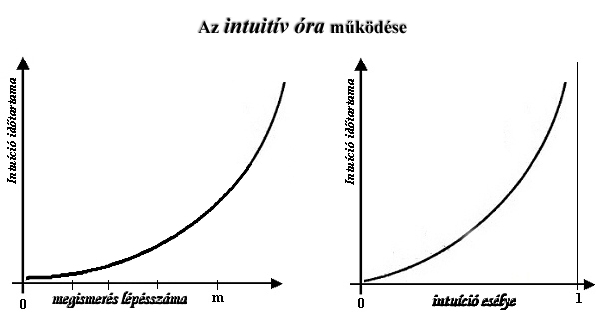 Az intuitív óra működése
Intuíció időtartama
0
megismerés lépésszáma
m
Intuíció időtartama
0
intuíció esélye
1